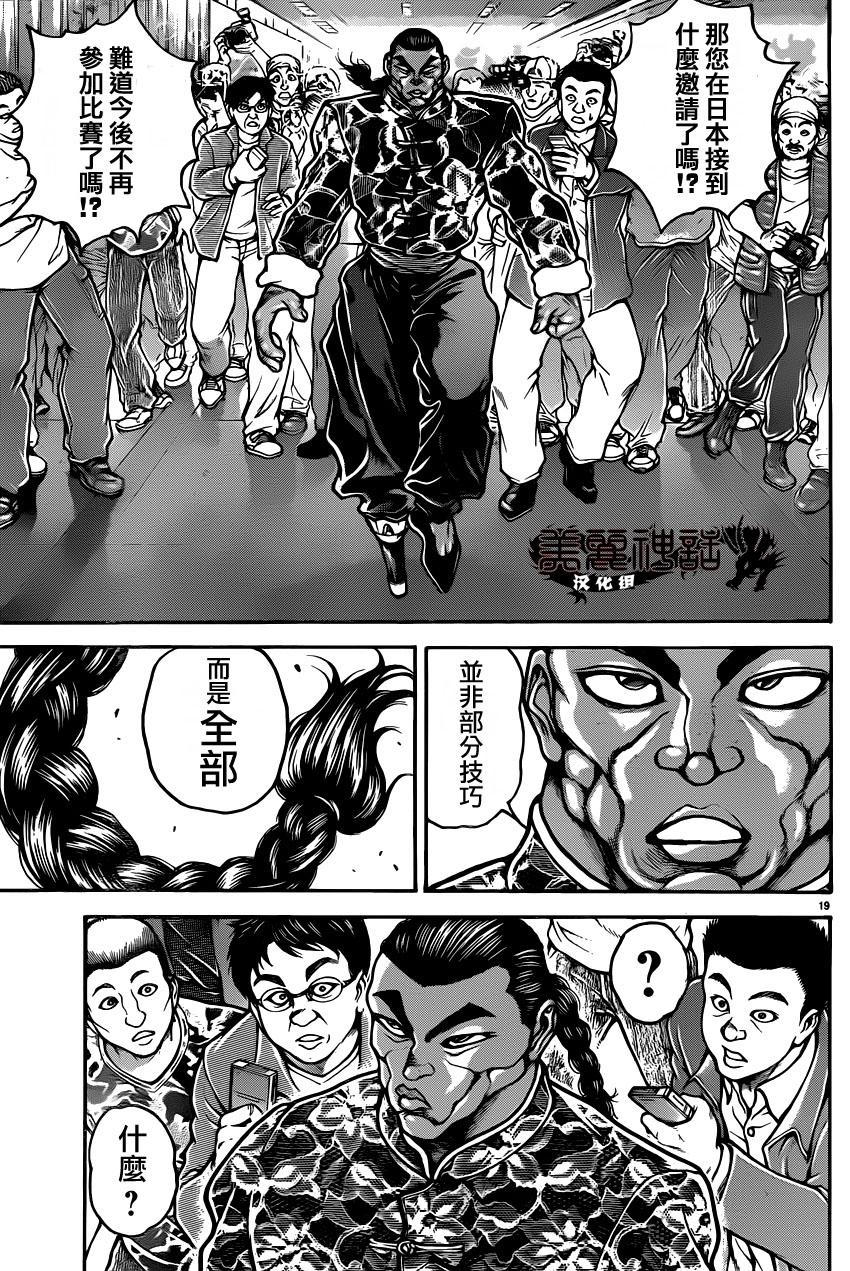 那您在日本接到
什麼邀請了嗎!?
難道今後不再
參加比賽了嗎!?
美麗神話
汉化组
並非部分技巧
而是
全部
19
?
什麼?